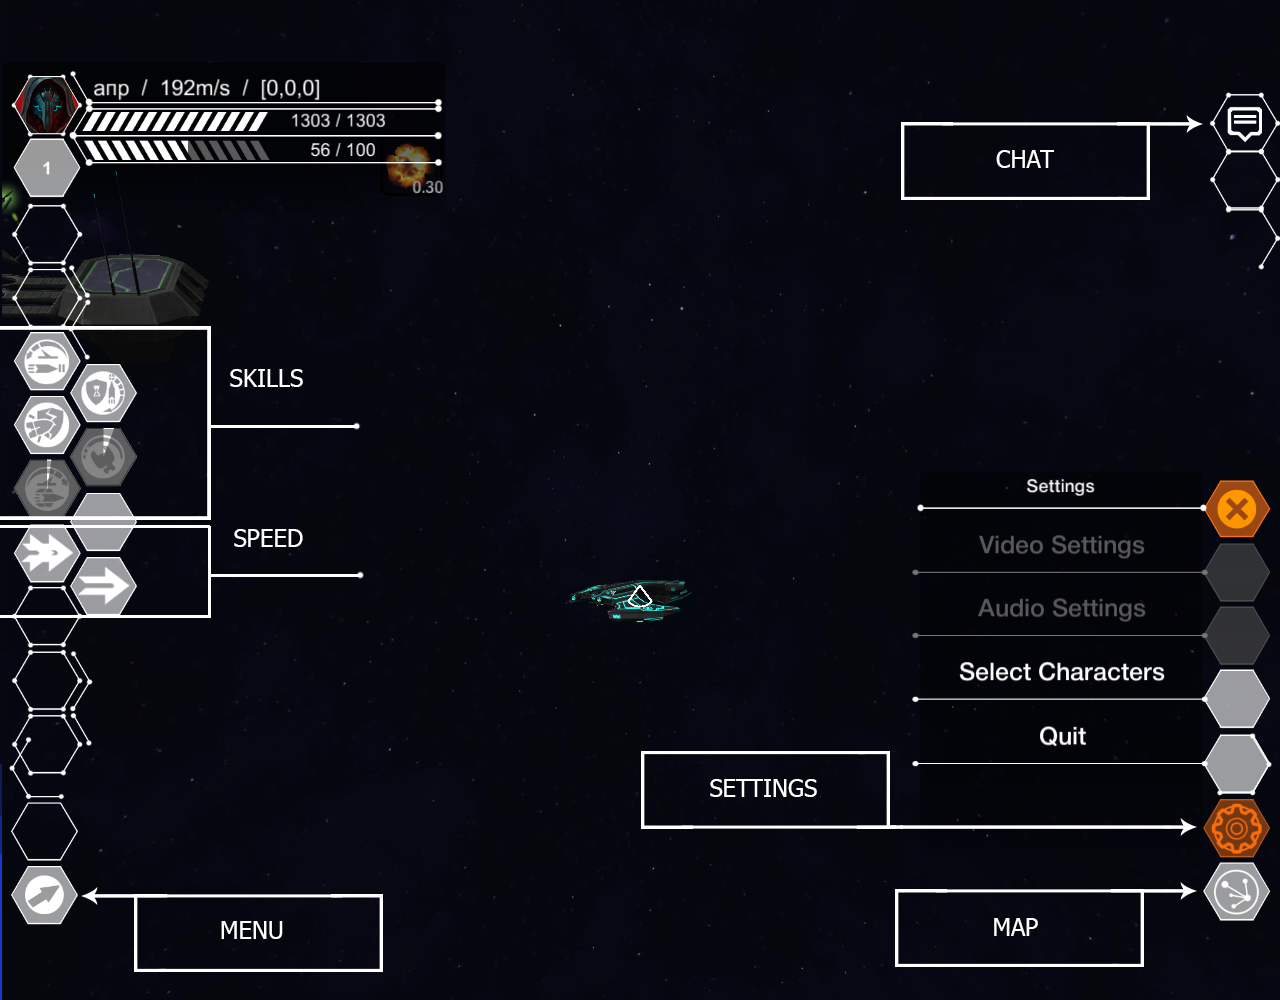 апр / 192m/s / [0,0,0]
1303 / 1303
56 / 100
0.30
1
CHAT
SKILLS
SPEED
Settings
Video Settings
Audio Settings
Select Characters
Quit
SETTINGS
MENU
MAP